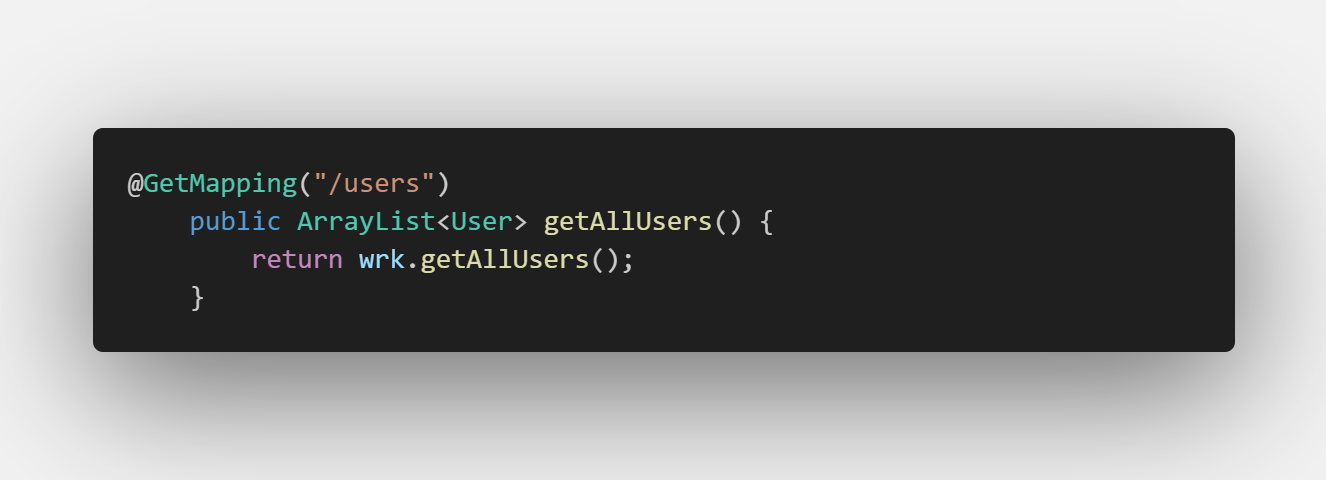 @GetMapping("/users")
    public ArrayList<User> getAllUsers() {
        return wrk.getAllUsers();
    }